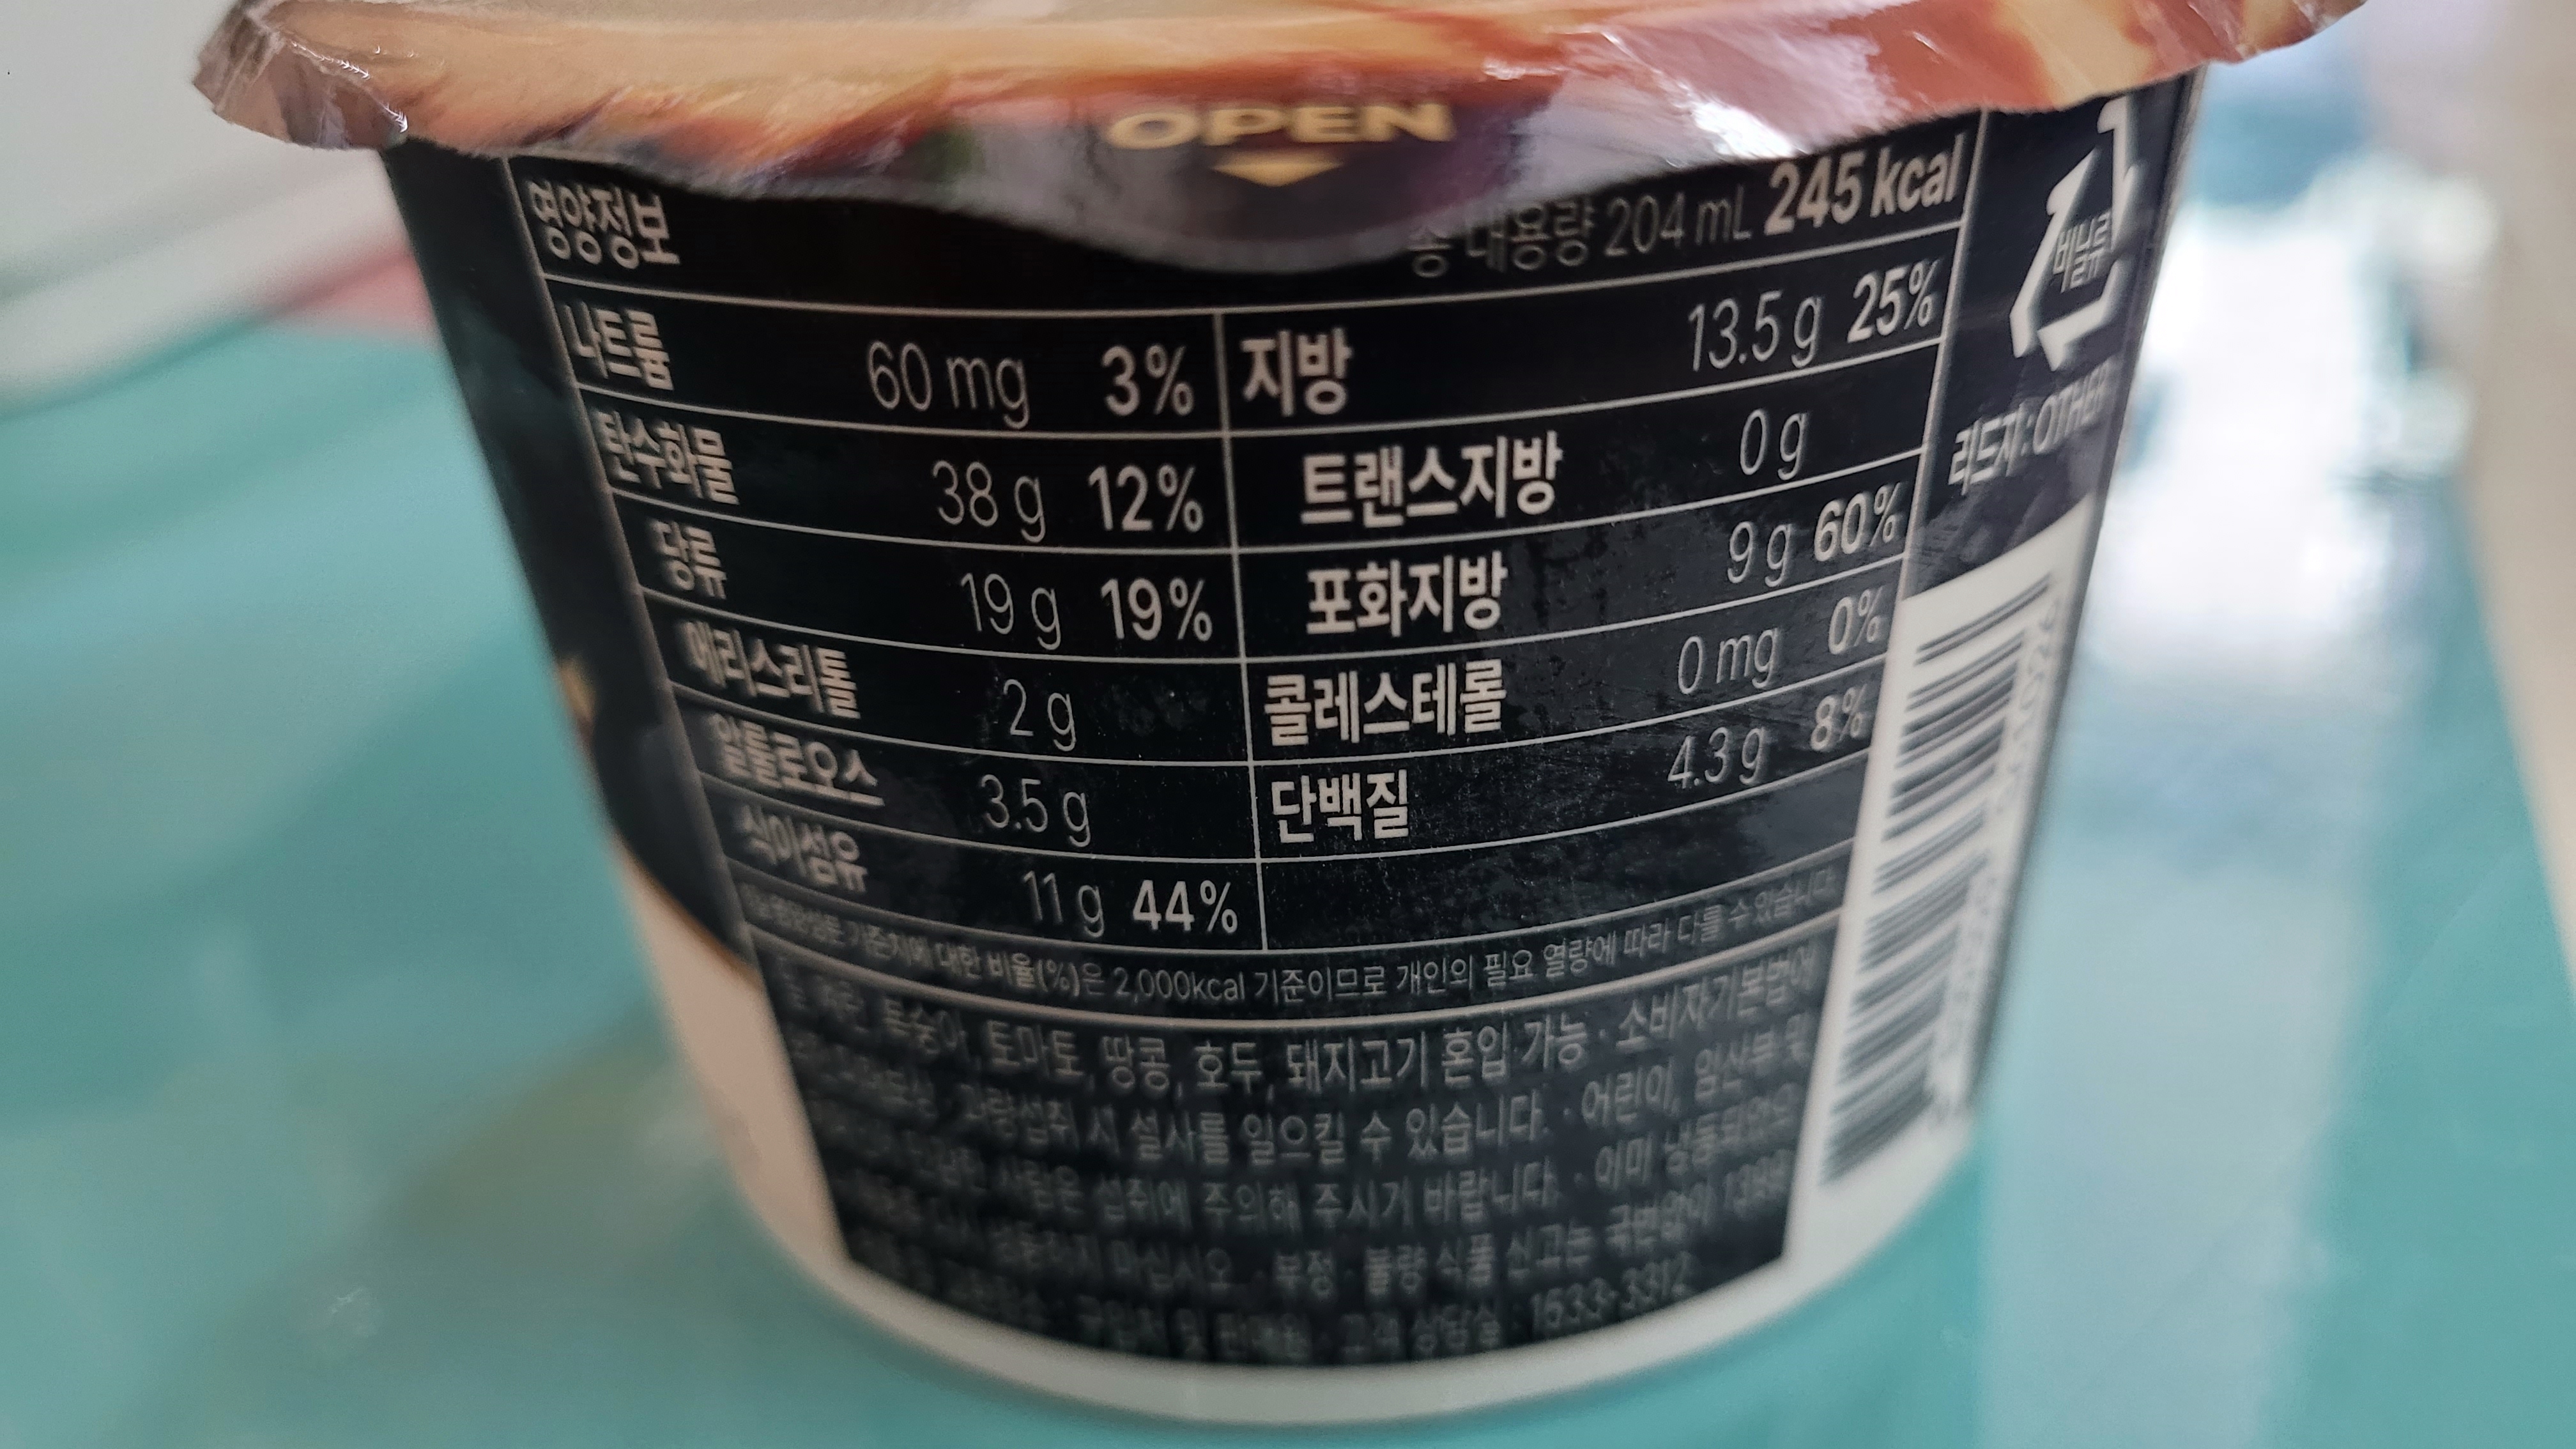 OPEN
영양정보
총 내용량 204 mL 245 kcal
나트륨 60 mg 3%
지방 13.5 g 25%
탄수화물 38 g 12%
트랜스지방 0 g
당류 19 g 19%
포화지방 9 g 60%
에리스리톨 2 g
콜레스테롤 0 mg 0%
알룰로오스 3.5 g
단백질 4.3 g 8%
식이섬유 11 g 44%
기준치에 대한 비율(%)은 2,000kcal 기준이므로 개인의 필요 열량에 따라 다를 수 있습니다
복숭아, 토마토, 땅콩, 호두, 돼지고기 혼입 가능 · 소비자기본법에
과량섭취 시 설사를 일으킬 수 있습니다. · 어린이, 임산부 및
사람은 섭취에 주의해 주시기 바랍니다. · 이미 냉동되었으
마십시오 · 부정 · 불량 식품 신고는 국번없이 1399
구입처 및 판매원 · 고객 상담실 : 1633-3312
비닐류
리드지: OTHER